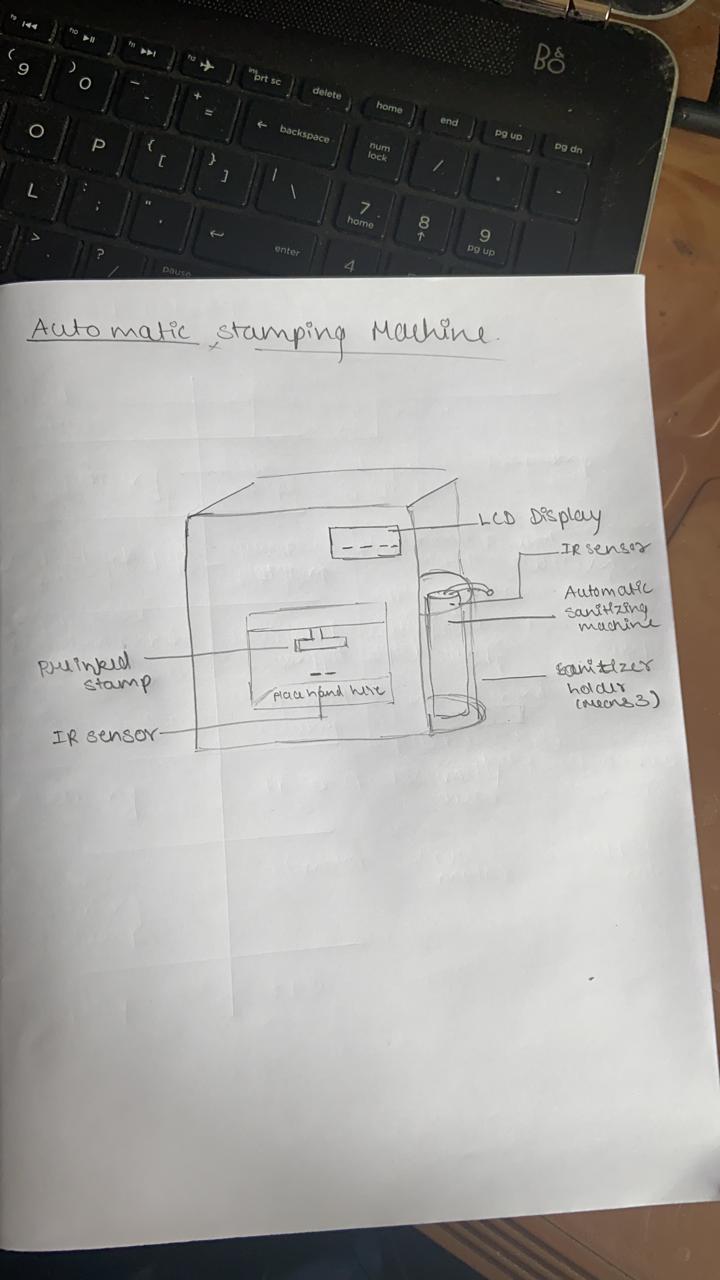 f9 ⏮ f10 ▶॥ f11 ⏭ f12 ✈ ins prt sc delete home end pg up pg dn
B&O
( 9 ) 0 _ - + = ← backspace num lock / * -
O P { [ } ] | \ 7 home 8 ↑ 9 pg up
L : ; " ' ↵ enter 4
> . ? / pause
Automatic stamping Machine.
LCD Display
IR sensor
Automatic
sanitizing
machine
Preinked
stamp
sanitizer
holder
Place hand here
IR sensor